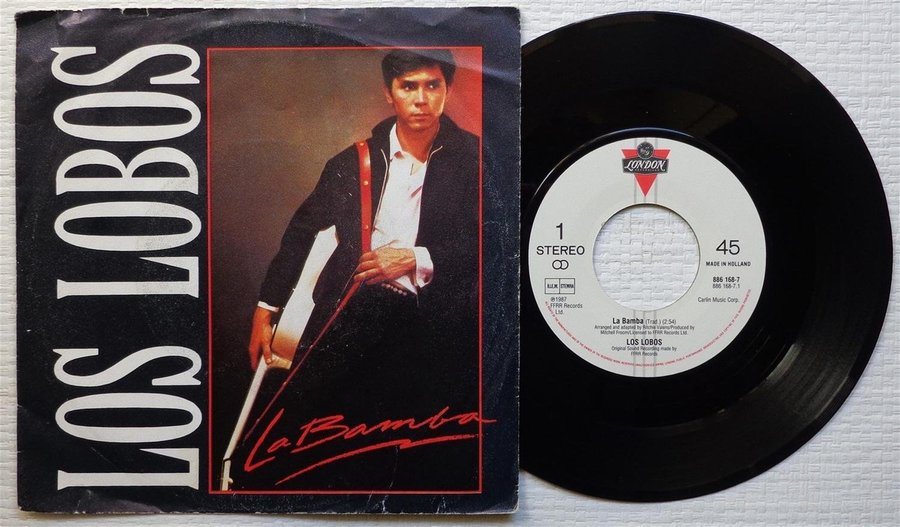 LOS LOBOS
La Bamba
LONDON
1
STEREO
45
MADE IN HOLLAND
B.I.E.M. STEMRA
886 168-7
886 168-7.1
℗1987
FFRR Records
Ltd.
Carlin Music Corp.
La Bamba (Trad.) (2:54)
Arranged and adapted by Ritchie Valens/Produced by
Mitchell Froom/Licensed to FFRR Records Ltd.
LOS LOBOS
Original Sound Recording made by
FFRR Records